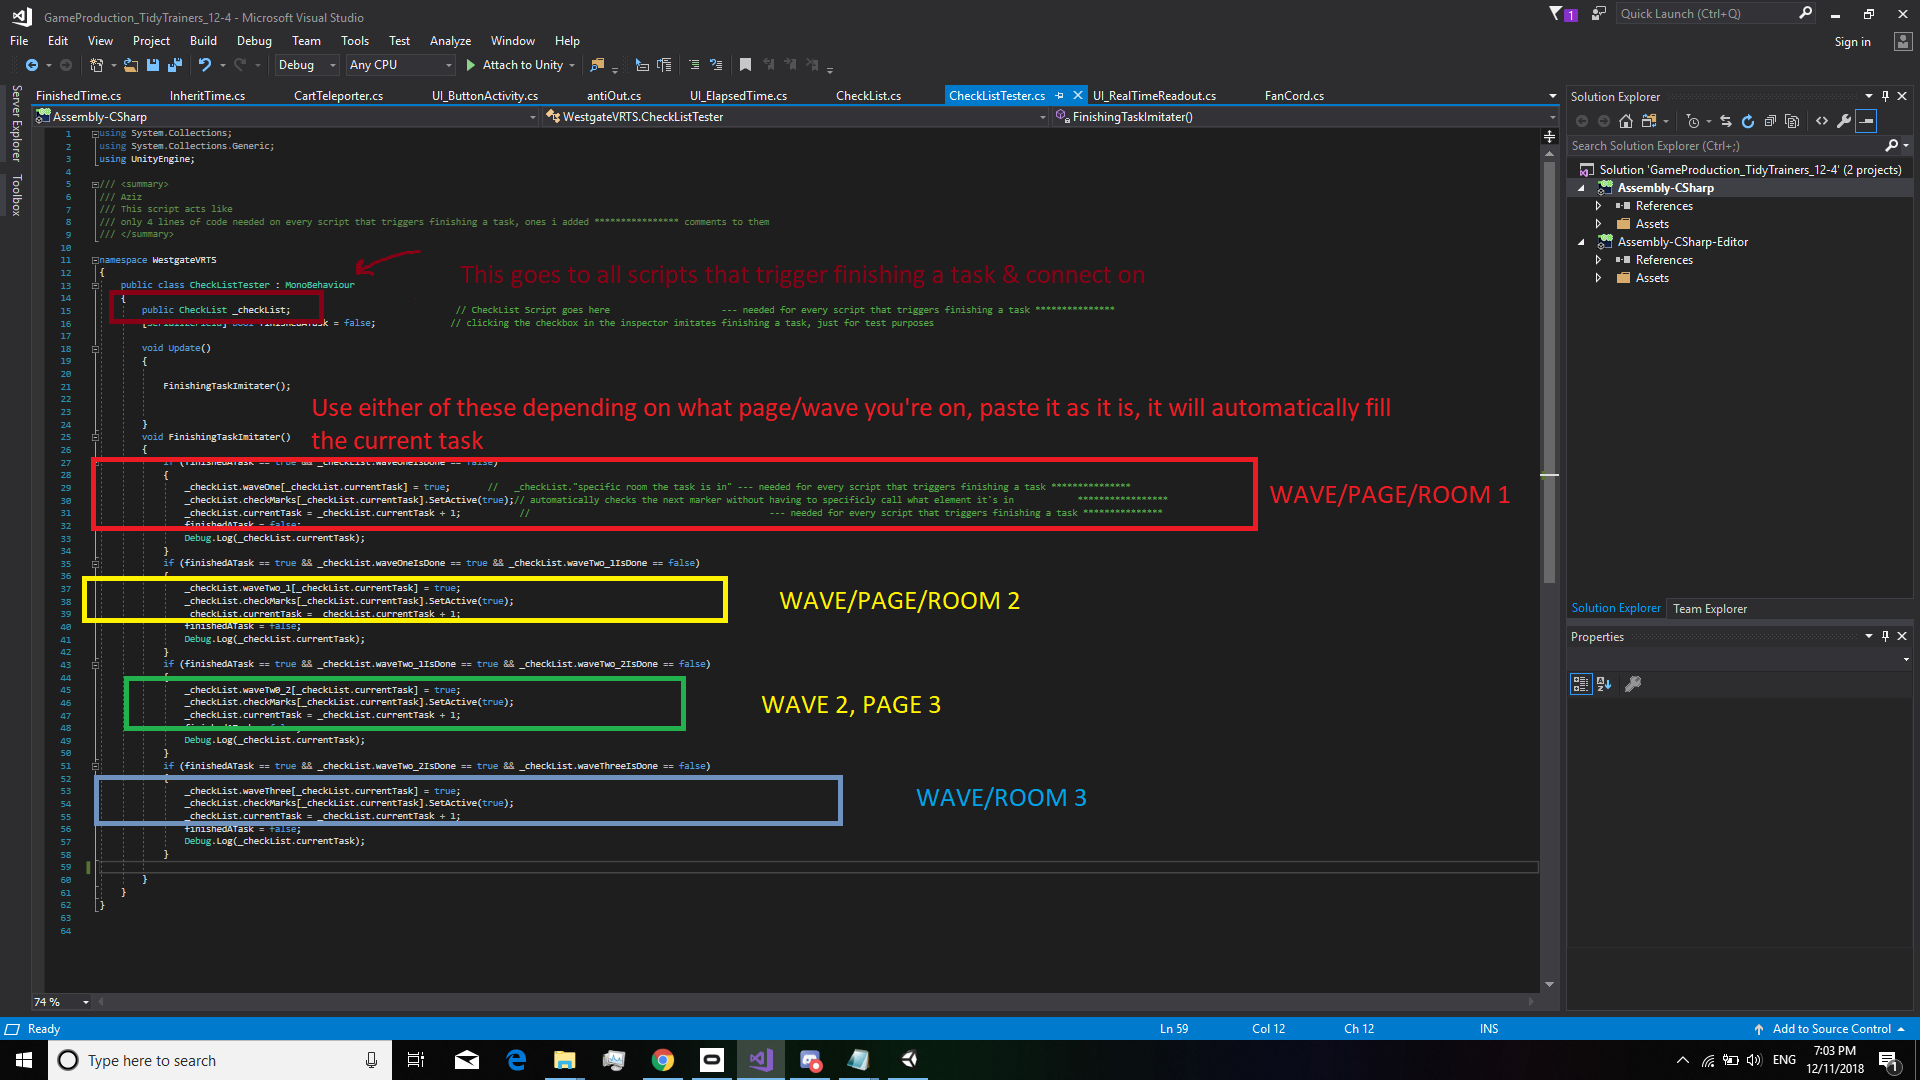 GameProduction_TidyTrainers_12-4 - Microsoft Visual Studio
1
Quick Launch (Ctrl+Q)
File Edit View Project Build Debug Team Tools Test Analyze Window Help
Sign in
Debug Any CPU Attach to Unity
Server Explorer
Toolbox
FinishedTime.cs InheritTime.cs CartTeleporter.cs UI_ButtonActivity.cs antiOut.cs UI_ElapsedTime.cs CheckList.cs CheckListTester.cs UI_RealTimeReadout.cs FanCord.cs
Assembly-CSharp WestgateVRTS.CheckListTester FinishingTaskImitater()
1 using System.Collections;
2 using System.Collections.Generic;
3 using UnityEngine;
4
5 /// <summary>
6 /// Aziz
7 /// This script acts like
8 /// only 4 lines of code needed on every script that triggers finishing a task, ones i added **************** comments to them
9 /// </summary>
10
11 namespace WestgateVRTS
12 {
This goes to all scripts that trigger finishing a task & connect on
13 public class CheckListTester : MonoBehaviour
14 {
15 public CheckList _checkList; // CheckList Script goes here --- needed for every script that triggers finishing a task ***************
16 [SerializeField] bool finishedATask = false; // clicking the checkbox in the inspector imitates finishing a task, just for test purposes
17
18 void Update()
19 {
20
21 FinishingTaskImitater();
22
23
24 }
Use either of these depending on what page/wave you're on, paste it as it is, it will automatically fill
the current task
25 void FinishingTaskImitater()
26 {
27 if (finishedATask == true && _checkList.waveOneIsDone == false)
28 {
29 _checkList.waveOne[_checkList.currentTask] = true; // _checkList."specific room the task is in" --- needed for every script that triggers finishing a task ***************
30 _checkList.checkMarks[_checkList.currentTask].SetActive(true);// automatically checks the next marker without having to specificly call what element it's in *****************
31 _checkList.currentTask = _checkList.currentTask + 1; // --- needed for every script that triggers finishing a task ***************
WAVE/PAGE/ROOM 1
32 finishedATask = false;
33 Debug.Log(_checkList.currentTask);
34 }
35 if (finishedATask == true && _checkList.waveOneIsDone == true && _checkList.waveTwo_1IsDone == false)
36
37 _checkList.waveTwo_1[_checkList.currentTask] = true;
38 _checkList.checkMarks[_checkList.currentTask].SetActive(true);
39 _checkList.currentTask = _checkList.currentTask + 1;
WAVE/PAGE/ROOM 2
40 finishedATask = false;
41 Debug.Log(_checkList.currentTask);
42 }
43 if (finishedATask == true && _checkList.waveTwo_1IsDone == true && _checkList.waveTwo_2IsDone == false)
44
45 _checkList.waveTw0_2[_checkList.currentTask] = true;
46 _checkList.checkMarks[_checkList.currentTask].SetActive(true);
47 _checkList.currentTask = _checkList.currentTask + 1;
WAVE 2, PAGE 3
48
49 Debug.Log(_checkList.currentTask);
50 }
51 if (finishedATask == true && _checkList.waveTwo_2IsDone == true && _checkList.waveThreeIsDone == false)
52
53 _checkList.waveThree[_checkList.currentTask] = true;
54 _checkList.checkMarks[_checkList.currentTask].SetActive(true);
55 _checkList.currentTask = _checkList.currentTask + 1;
WAVE/ROOM 3
56 finishedATask = false;
57 Debug.Log(_checkList.currentTask);
58 }
59
60 }
61 }
62 }
63
64
74 %
Solution Explorer
Search Solution Explorer (Ctrl+;)
Solution 'GameProduction_TidyTrainers_12-4' (2 projects)
Assembly-CSharp
References
Assets
Assembly-CSharp-Editor
References
Assets
Solution Explorer Team Explorer
Properties
Ready Ln 59 Col 12 Ch 12 INS Add to Source Control
Type here to search
ENG 7:03 PM
12/11/2018
1